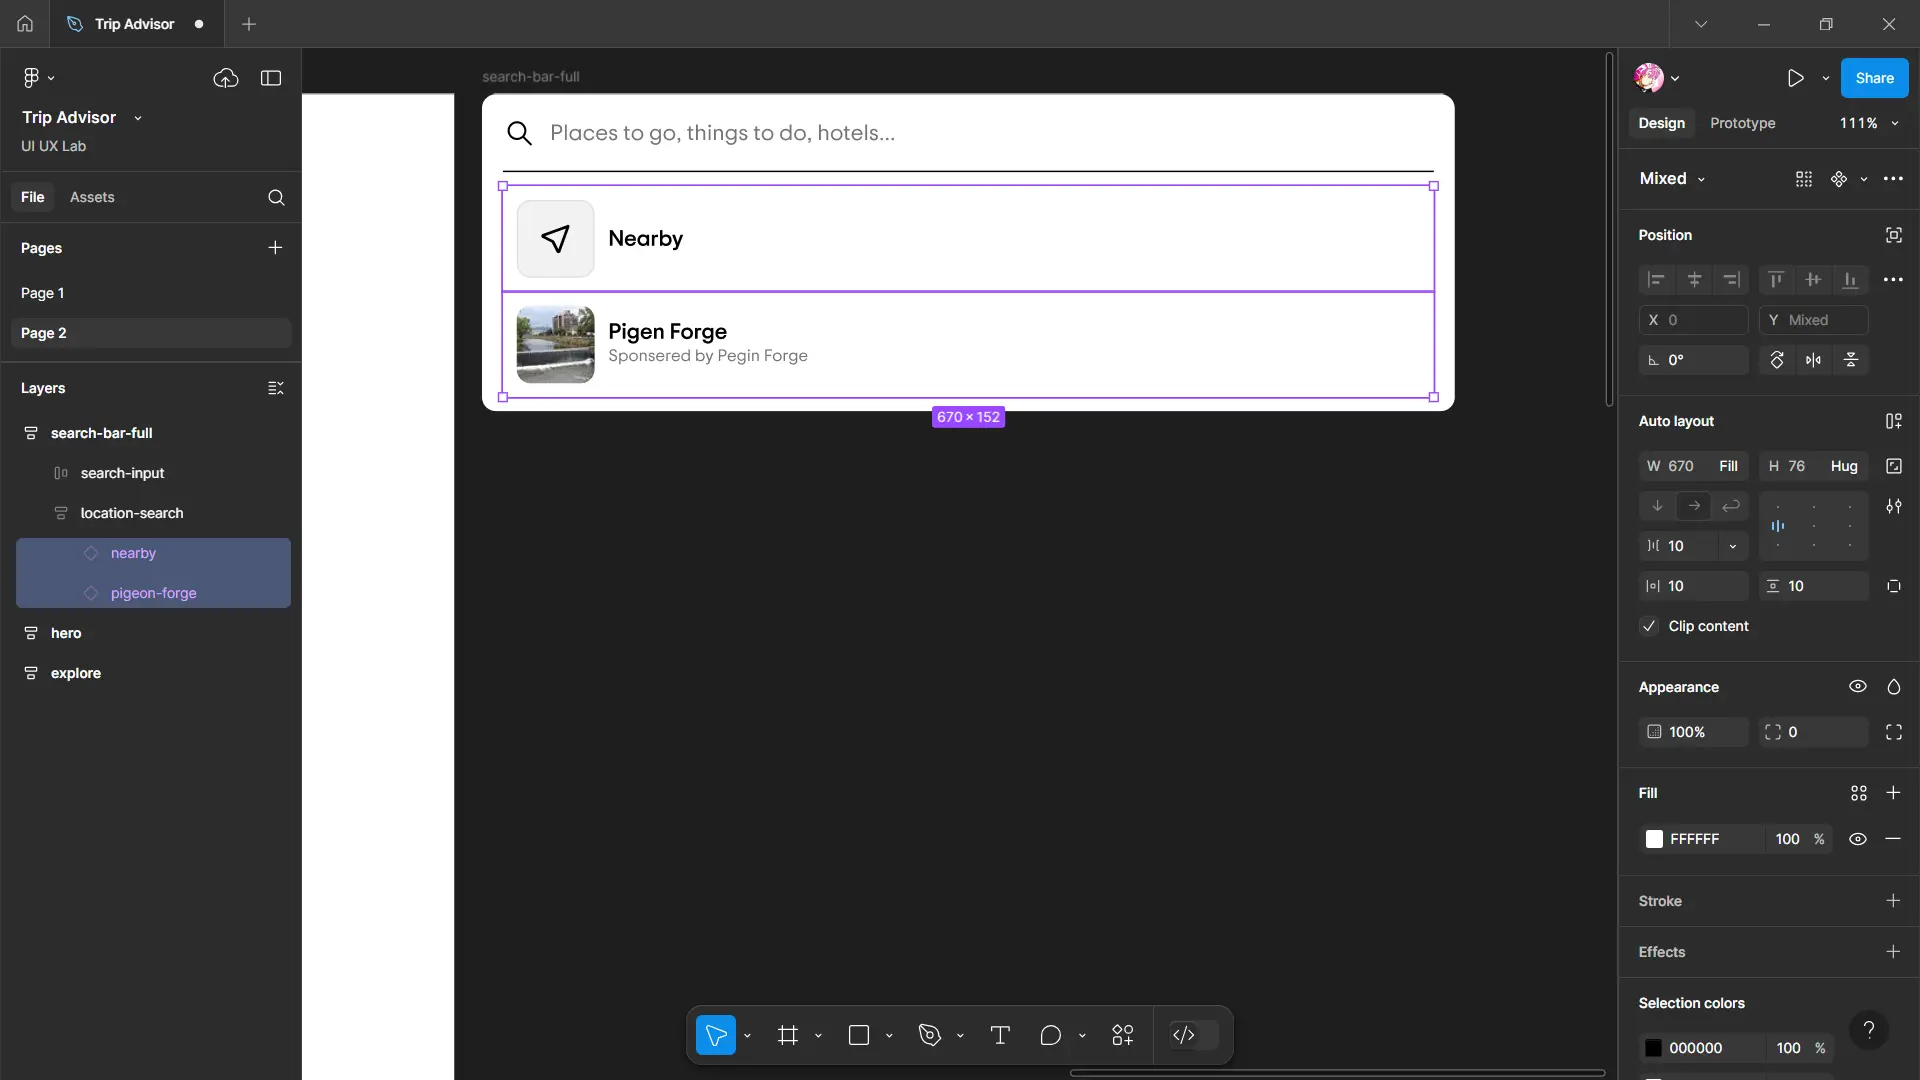 Trip Advisor
Trip Advisor
UI UX Lab
File
Assets
Pages
Page 1
Page 2
Layers
search-bar-full
search-input
location-search
nearby
pigeon-forge
hero
explore
search-bar-full
Places to go, things to do, hotels...
Nearby
Pigen Forge
Sponsered by Pegin Forge
670 × 152
Share
Design
Prototype
111%
Mixed
Position
X 0
Y Mixed
0°
Auto layout
W 670 Fill
H 76 Hug
10
10
10
Clip content
Appearance
100%
0
Fill
FFFFFF 100 %
Stroke
Effects
Selection colors
000000 100 %
?